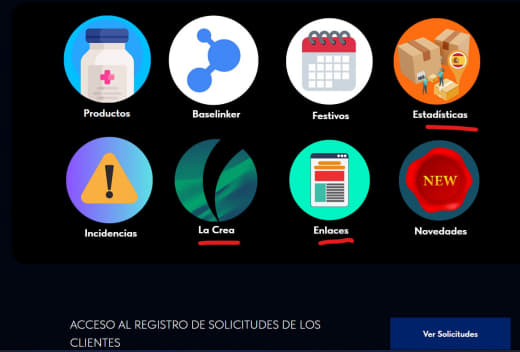 Productos
Baselinker
Festivos
Estadísticas
Incidencias
La Crea
Enlaces
NEW
Novedades
ACCESO AL REGISTRO DE SOLICITUDES DE LOS
CLIENTES
Ver Solicitudes